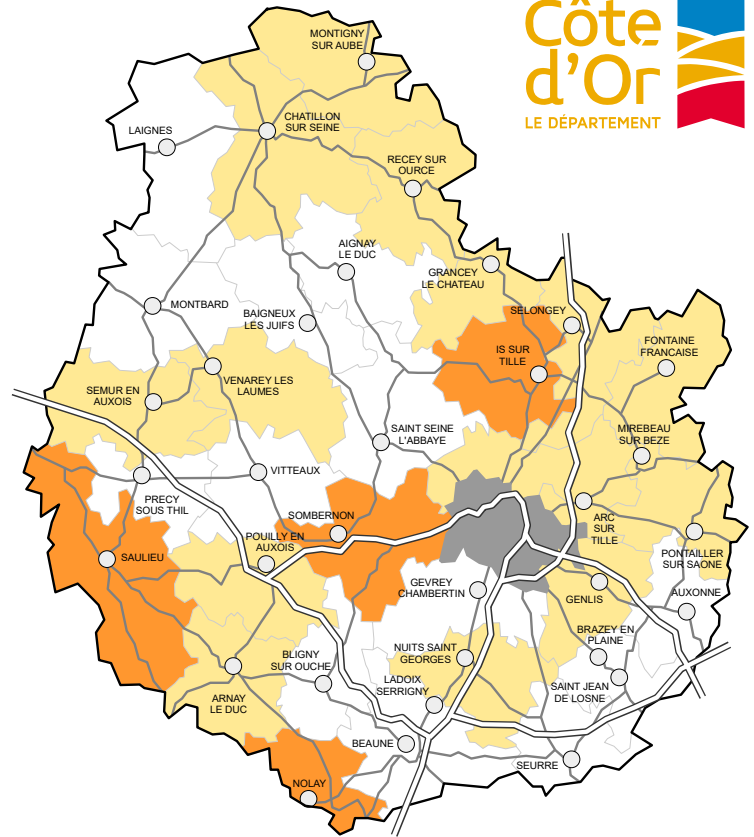 Côte
d'Or
LE DÉPARTEMENT
MONTIGNY
SUR AUBE
CHATILLON
SUR SEINE
LAIGNES
RECEY SUR
OURCE
AIGNAY
LE DUC
GRANCEY
LE CHATEAU
MONTBARD
BAIGNEUX
LES JUIFS
SELONGEY
FONTAINE
FRANCAISE
IS SUR
TILLE
SEMUR EN
AUXOIS
VENAREY LES
LAUMES
SAINT SEINE
L'ABBAYE
MIREBEAU
SUR BEZE
VITTEAUX
PRECY
SOUS THIL
SOMBERNON
ARC
SUR
TILLE
POUILLY EN
AUXOIS
SAULIEU
PONTAILLER
SUR SAONE
GEVREY
CHAMBERTIN
GENLIS
AUXONNE
BRAZEY EN
PLAINE
NUITS SAINT
GEORGES
BLIGNY
SUR OUCHE
LADOIX
SERRIGNY
SAINT JEAN
DE LOSNE
ARNAY
LE DUC
BEAUNE
SEURRE
NOLAY